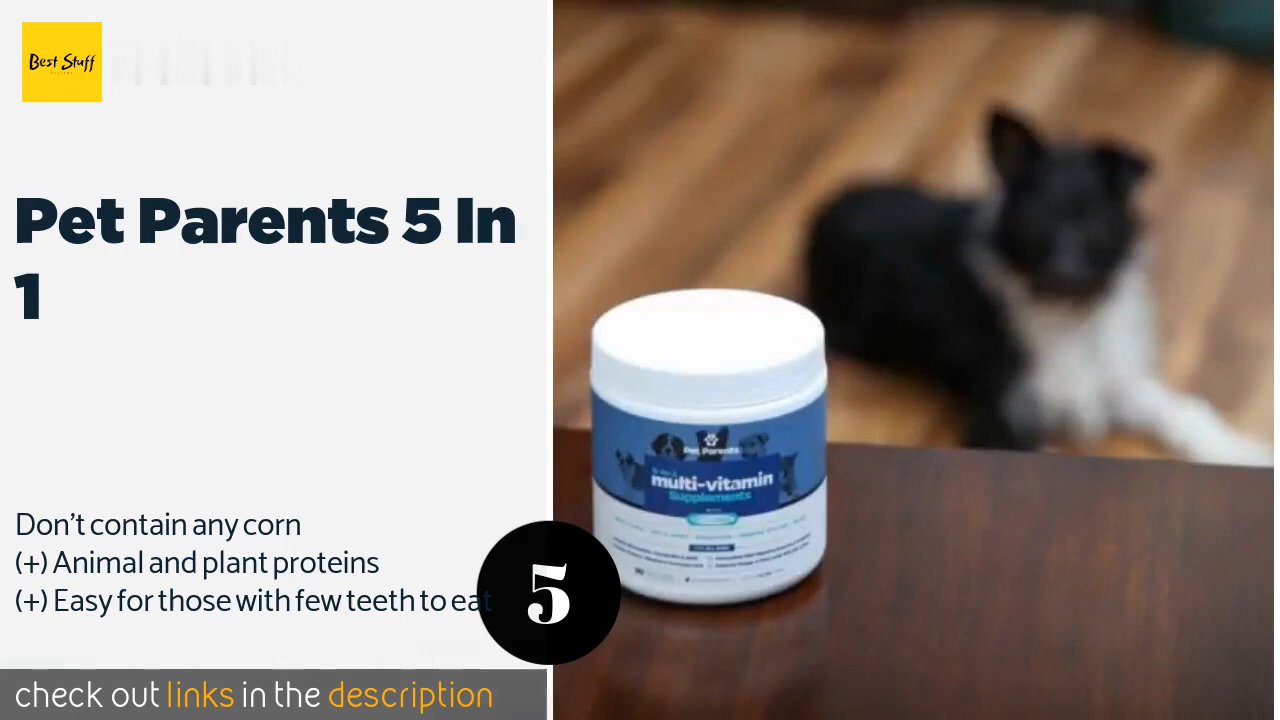 Best Stuff
Pet Parents 5 In
1
Don't contain any corn
(+) Animal and plant proteins
(+) Easy for those with few teeth to eat
5
check out links in the description
Pet Parents
multi-vitamin
Supplements